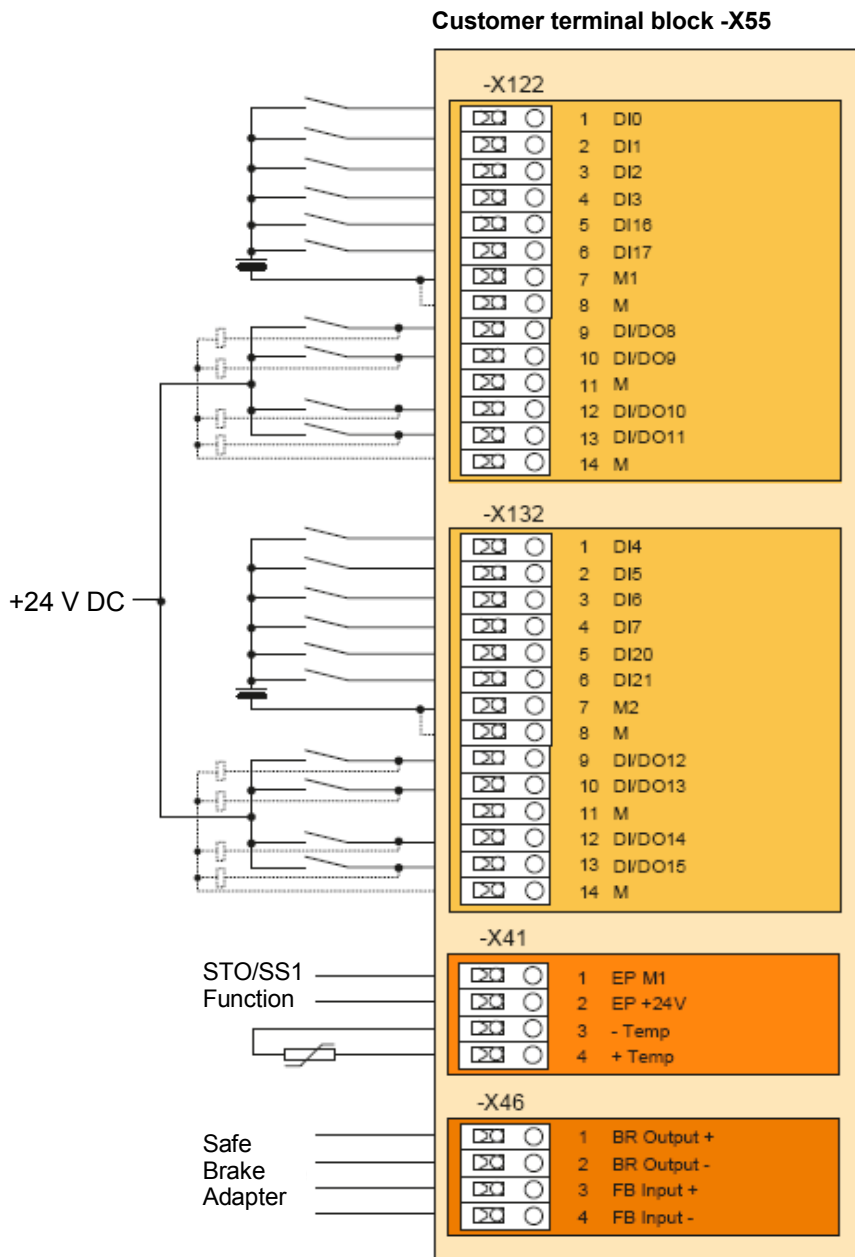 Customer terminal block -X55
-X122
1 DI0
2 DI1
3 DI2
4 DI3
5 DI16
6 DI17
7 M1
8 M
9 DI/DO8
10 DI/DO9
11 M
12 DI/DO10
13 DI/DO11
14 M
-X132
1 DI4
2 DI5
3 DI6
4 DI7
5 DI20
6 DI21
7 M2
8 M
9 DI/DO12
10 DI/DO13
11 M
12 DI/DO14
13 DI/DO15
14 M
+24 V DC
-X41
STO/SS1
Function
1 EP M1
2 EP +24V
3 - Temp
4 + Temp
-X46
Safe
Brake
Adapter
1 BR Output +
2 BR Output -
3 FB Input +
4 FB Input -